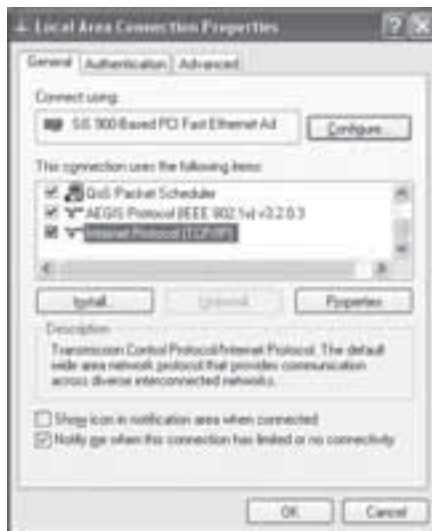 Local Area Connection Properties
General Authentication Advanced
Connect using:
SiS 900-Based PCI Fast Ethernet Ad
Configure...
This connection uses the following items:
QoS Packet Scheduler
AEGIS Protocol (IEEE 802.1x) v3.2.0.3
Internet Protocol (TCP/IP)
Install... Uninstall Properties
Description
Transmission Control Protocol/Internet Protocol. The default
wide area network protocol that provides communication
across diverse interconnected networks.
Show icon in notification area when connected
Notify me when this connection has limited or no connectivity
OK Cancel